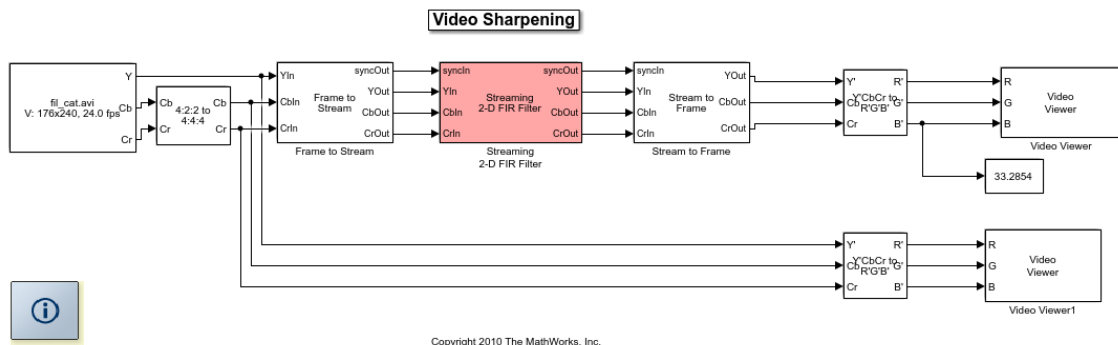 Video Sharpening
fil_cat.avi
V: 176x240, 24.0 fps
Y
Cb
Cr
Cb
Cr
4:2:2 to
4:4:4
Cb
Cr
YIn
CbIn
CrIn
Frame to
Stream
syncOut
YOut
CbOut
CrOut
Frame to Stream
syncIn
YIn
CbIn
CrIn
Streaming
2-D FIR Filter
syncOut
YOut
CbOut
CrOut
Streaming
2-D FIR Filter
syncIn
YIn
CbIn
CrIn
Stream to
Frame
YOut
CbOut
CrOut
Stream to Frame
Y'
Cb
Cr
Y'CbCr to
R'G'B'
R'
G'
B'
R
G
B
Video
Viewer
Video Viewer
33.2854
Y'
Cb
Cr
Y'CbCr to
R'G'B'
R'
G'
B'
R
G
B
Video
Viewer
Video Viewer1
Copyright 2010 The MathWorks, Inc.